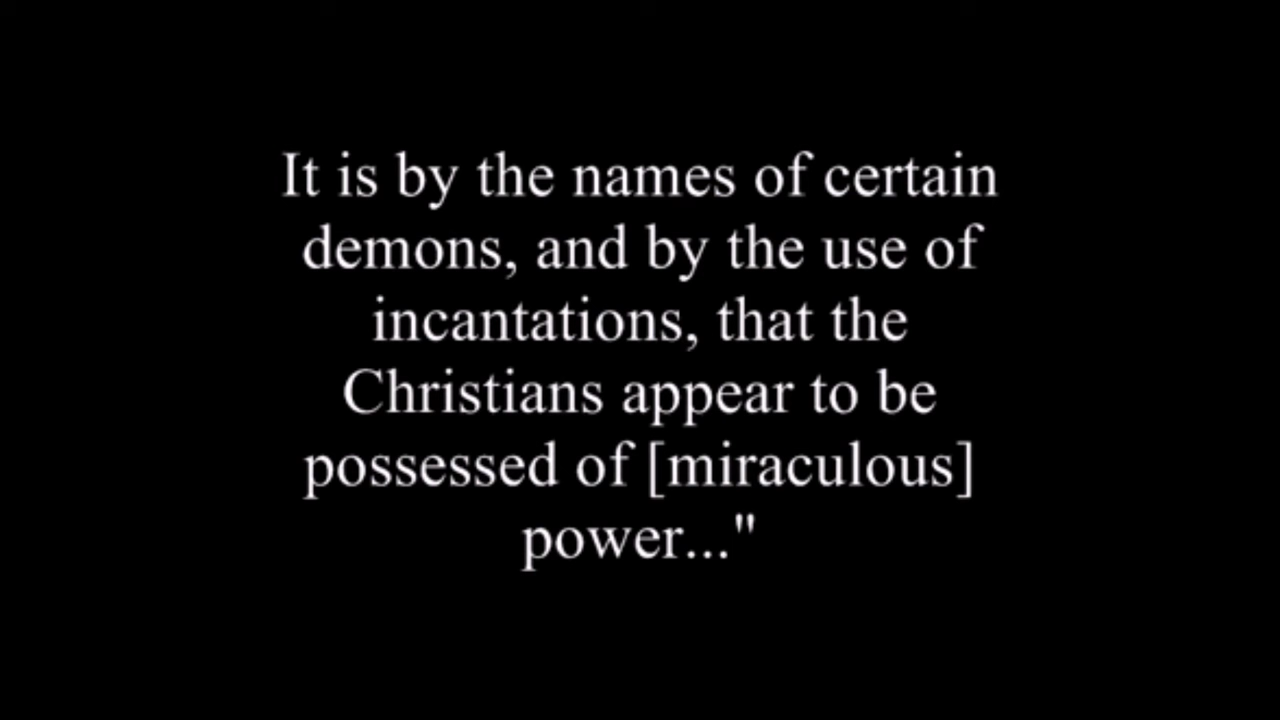 It is by the names of certain
demons, and by the use of
incantations, that the
Christians appear to be
possessed of [miraculous]
power..."